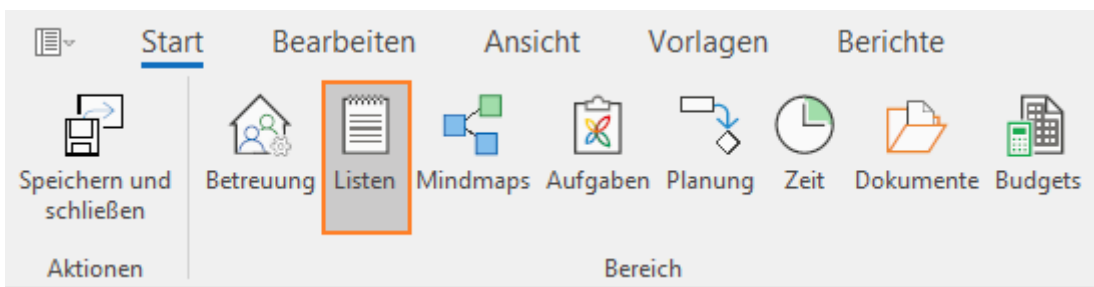 Start Bearbeiten Ansicht Vorlagen Berichte
Speichern und schließen
Betreuung Listen Mindmaps Aufgaben Planung Zeit Dokumente Budgets
Aktionen Bereich